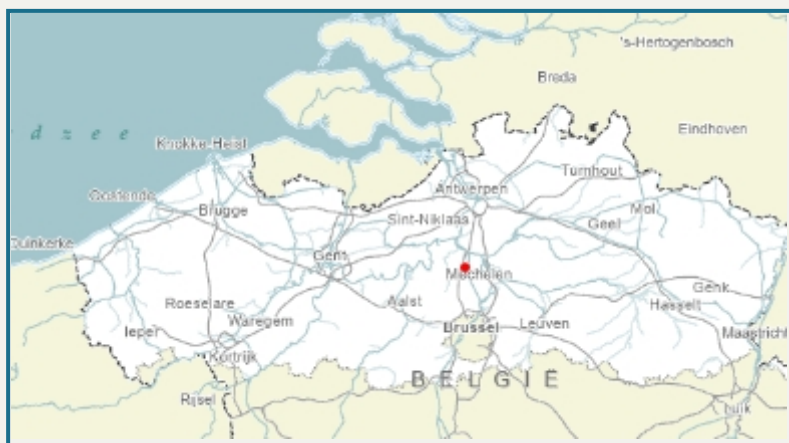 's-Hertogenbosch
Breda
Eindhoven
d z e e
Knokke-Heist
Turnhout
Antwerpen
Oostende
Brugge
Sint-Niklaas
Mol
Geel
Duinkerke
Gent
Mechelen
Genk
Roeselare
Aalst
Hasselt
Waregem
Brussel
Leuven
Ieper
Maastricht
Kortrijk
BELGIË
Rijsel
Luik